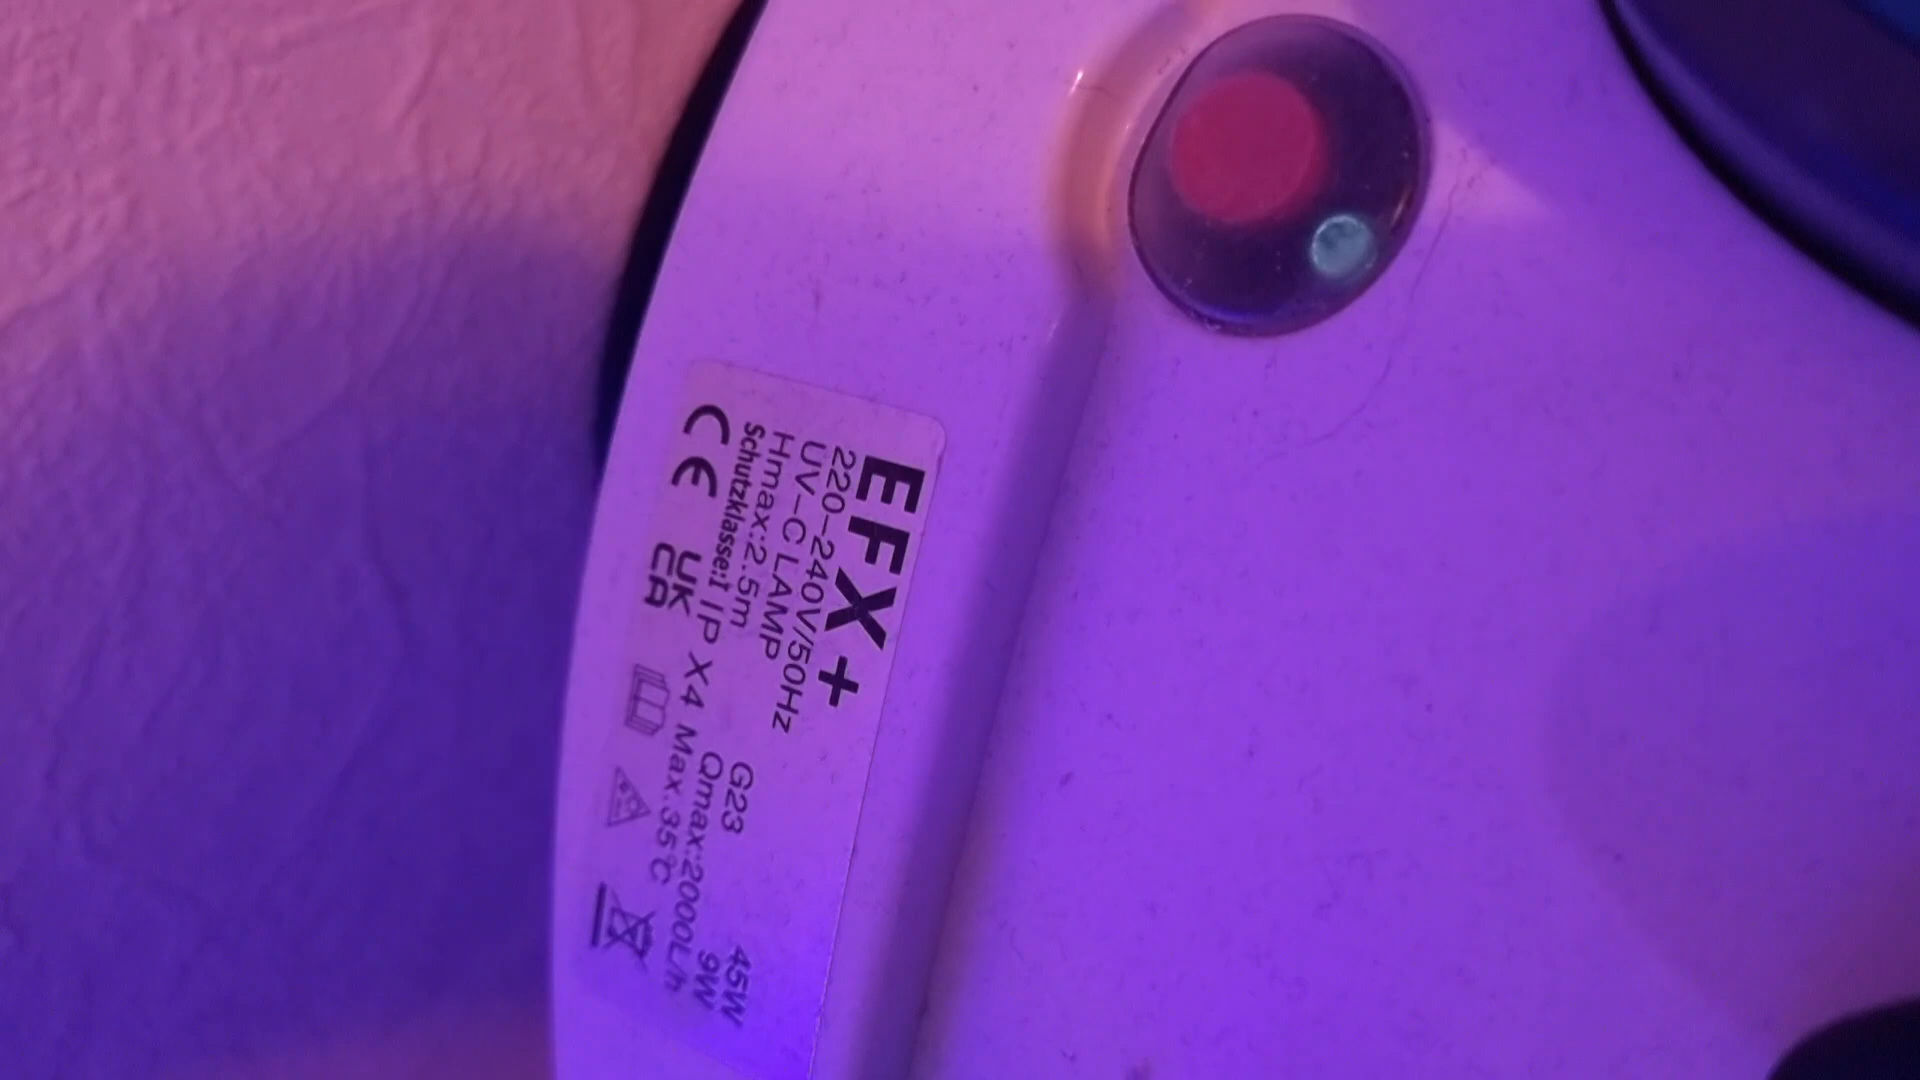 EFX+
220-240V/50Hz 45W
UV-C LAMP G23 9W
Hmax:2.5m Qmax:2000L/h
Schutzklasse:I IP X4 Max.35°C
CE UK CA